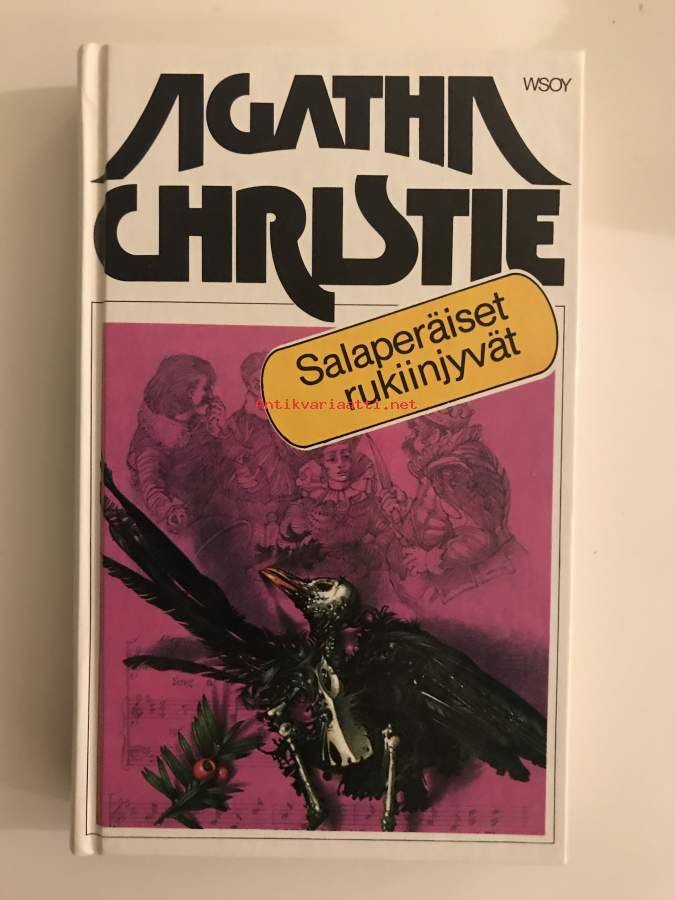 AGATHA
WSOY
CHRISTIE
Salaperäiset
rukiinjyvät
antikvariaatti.net